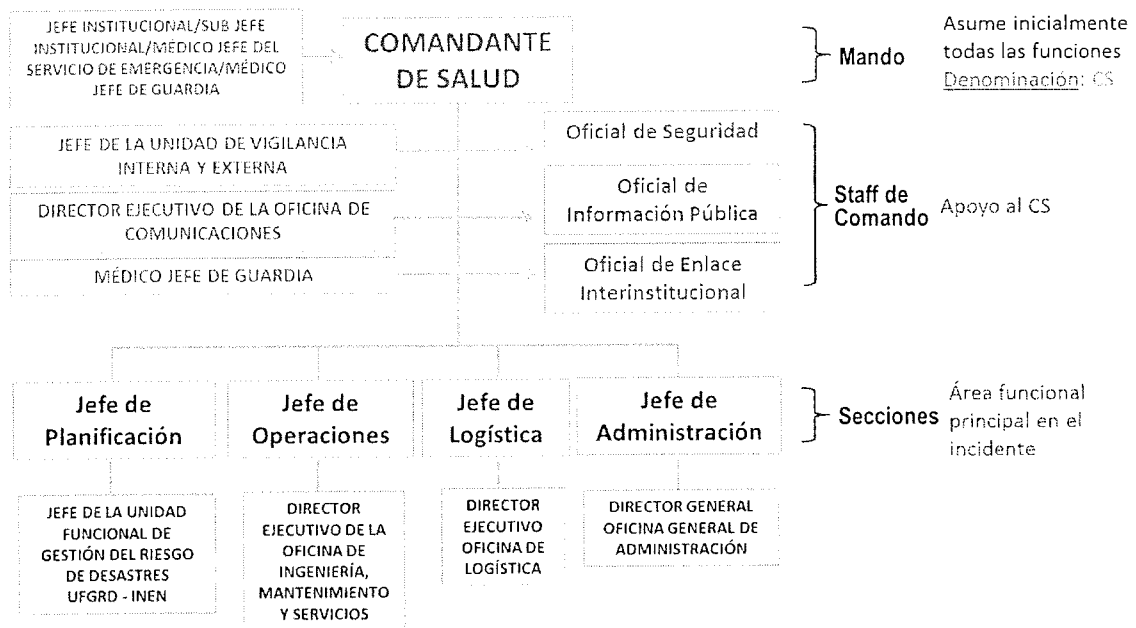 JEFE INSTITUCIONAL/SUB JEFE
INSTITUCIONAL/MÉDICO JEFE DEL
SERVICIO DE EMERGENCIA/MÉDICO
JEFE DE GUARDIA
COMANDANTE
DE SALUD
Mando
Asume inicialmente
todas las funciones
Denominación: CS
JEFE DE LA UNIDAD DE VIGILANCIA
INTERNA Y EXTERNA
DIRECTOR EJECUTIVO DE LA OFICINA DE
COMUNICACIONES
MÉDICO JEFE DE GUARDIA
Oficial de Seguridad
Oficial de
Información Pública
Oficial de Enlace
Interinstitucional
Staff de
Comando
Apoyo al CS
Jefe de
Planificación
Jefe de
Operaciones
Jefe de
Logística
Jefe de
Administración
Secciones
Área funcional
principal en el
incidente
JEFE DE LA UNIDAD
FUNCIONAL DE
GESTIÓN DEL RIESGO
DE DESASTRES
UFGRD - INEN
DIRECTOR
EJECUTIVO DE LA
OFICINA DE
INGENIERÍA,
MANTENIMIENTO
Y SERVICIOS
DIRECTOR
EJECUTIVO
OFICINA DE
LOGÍSTICA
DIRECTOR GENERAL
OFICINA GENERAL DE
ADMINISTRACIÓN